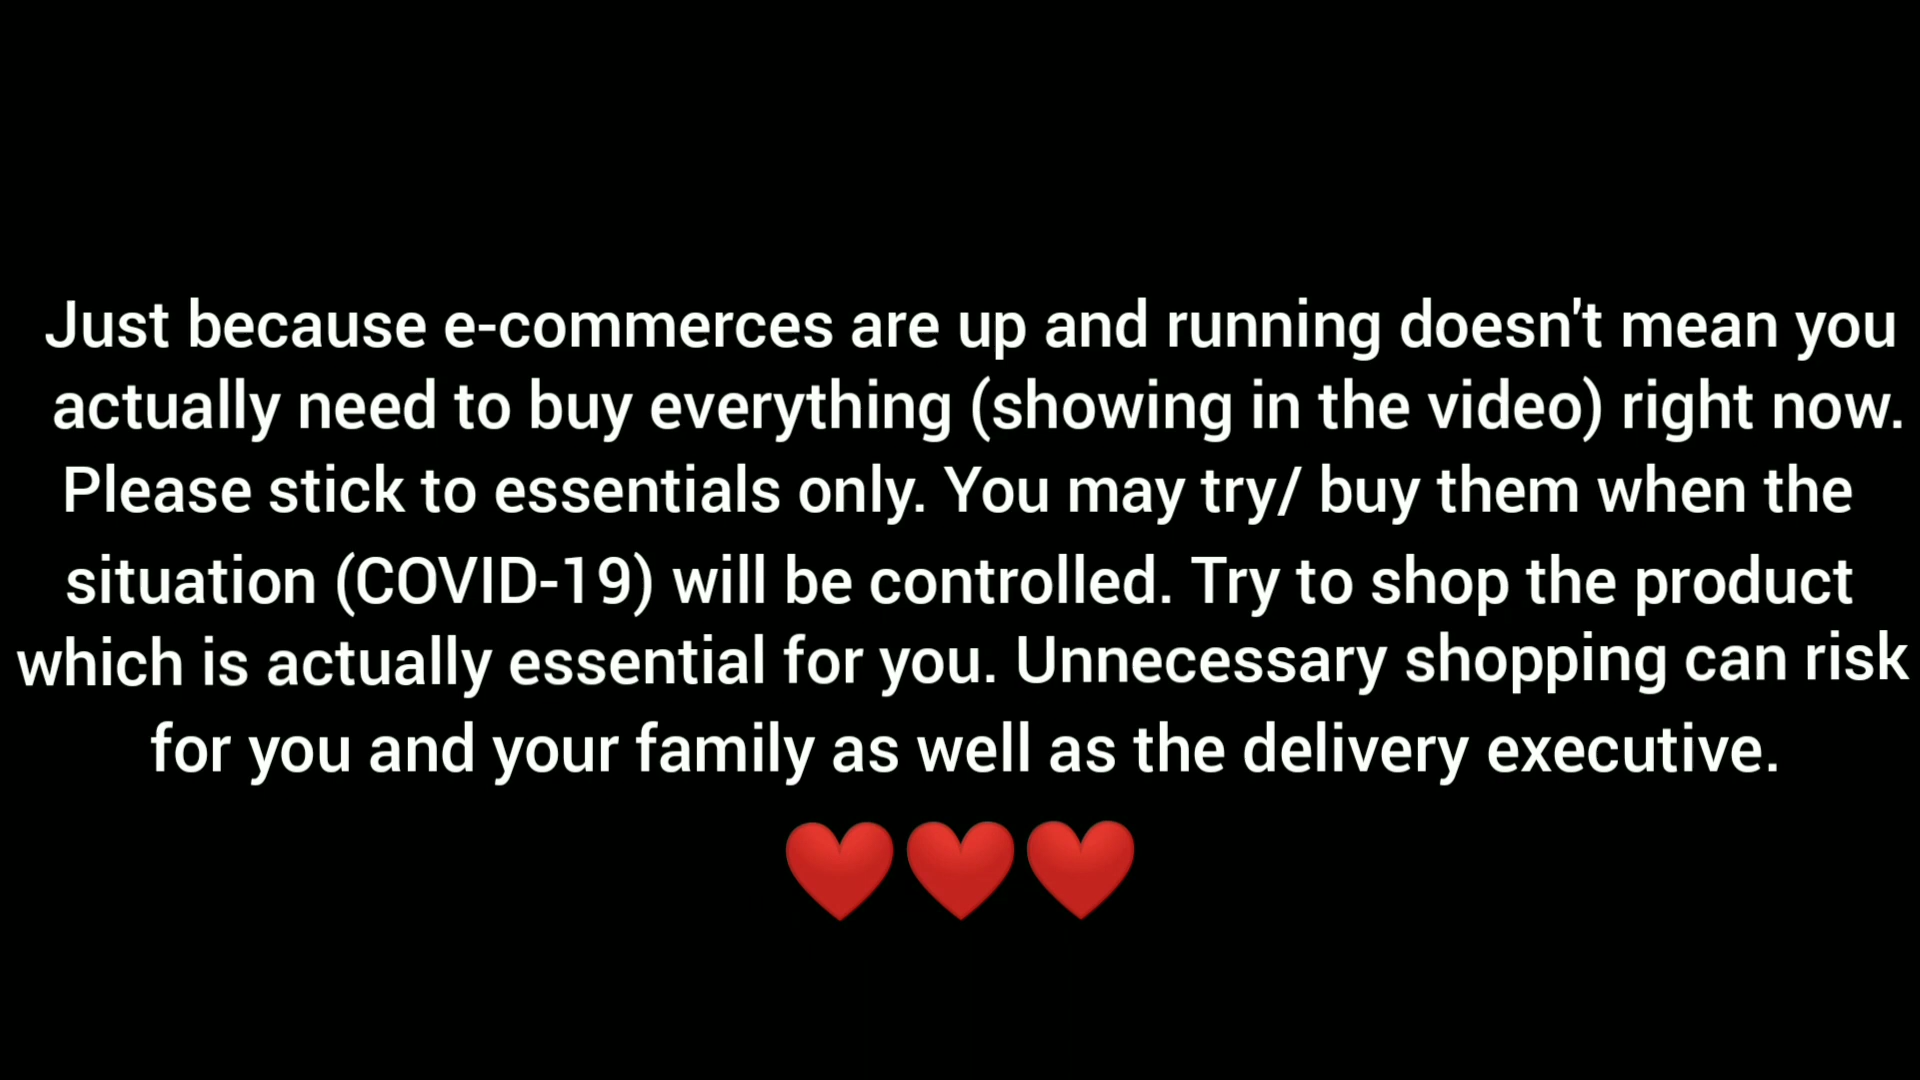 Just because e-commerces are up and running doesn't mean you
actually need to buy everything (showing in the video) right now.
Please stick to essentials only. You may try/ buy them when the
situation (COVID-19) will be controlled. Try to shop the product
which is actually essential for you. Unnecessary shopping can risk
for you and your family as well as the delivery executive.
❤️❤️❤️